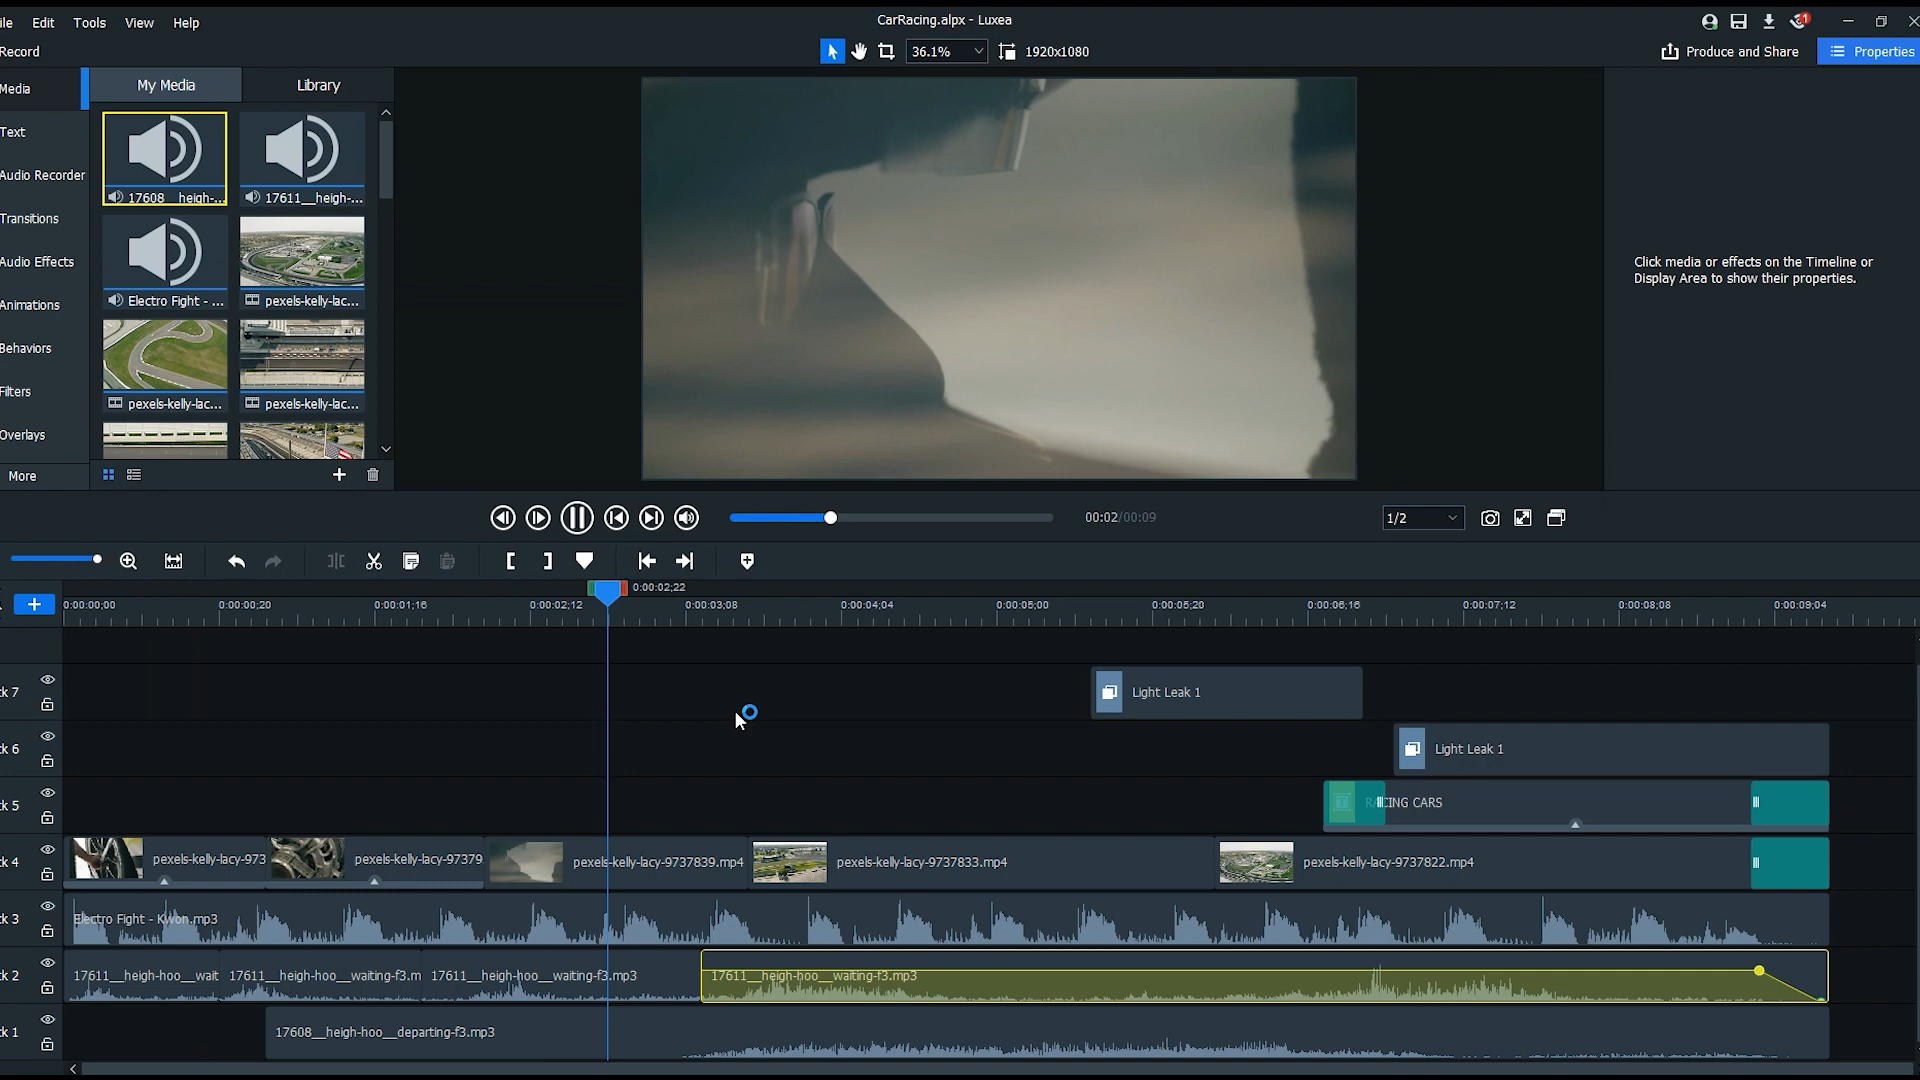 ile Edit Tools View Help
CarRacing.alpx - Luxea
1
Record
36.1%
1920x1080
Produce and Share
Properties
Media
My Media
Library
Text
Audio Recorder
Transitions
Audio Effects
Animations
Behaviors
Filters
Overlays
More
17608__heigh-...
17611__heigh-...
Electro Fight - ...
pexels-kelly-lac...
pexels-kelly-lac...
pexels-kelly-lac...
Click media or effects on the Timeline or
Display Area to show their properties.
00:02/00:09
1/2
0:00:02;22
0:00:00;00
0:00:00;20
0:00:01;16
0:00:02;12
0:00:03;08
0:00:04;04
0:00:05;00
0:00:05;20
0:00:06;16
0:00:07;12
0:00:08;08
0:00:09;04
ck 7
Light Leak 1
ck 6
Light Leak 1
ck 5
RACING CARS
ck 4
pexels-kelly-lacy-973
pexels-kelly-lacy-97379
pexels-kelly-lacy-9737839.mp4
pexels-kelly-lacy-9737833.mp4
pexels-kelly-lacy-9737822.mp4
ck 3
Electro Fight - Kwon.mp3
ck 2
17611__heigh-hoo__wait
17611__heigh-hoo__waiting-f3.m
17611__heigh-hoo__waiting-f3.mp3
17611__heigh-hoo__waiting-f3.mp3
ck 1
17608__heigh-hoo__departing-f3.mp3